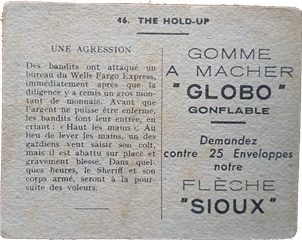 46. THE HOLD-UP
UNE AGRESSION
Des bandits ont attaqué un
bureau du Wells Fargo Express,
immédiatement après que la
diligence y a remis un gros mon-
tant de monnaie. Avant que
l'argent ne puisse être enfermé,
les bandits font leur entrée, en
criant : « Haut les mains ». Au
lieu de lever les mains, un des
gardiens veut saisir son colt,
mais il est abattu sur place et
gravement blessé. Dans quel-
ques heures, le Sheriff et son
corps armé, seront à la pour-
suite des voleurs.
GOMME
A MACHER
"GLOBO"
GONFLABLE
Demandez
contre 25 Enveloppes
notre
FLÈCHE
"SIOUX"